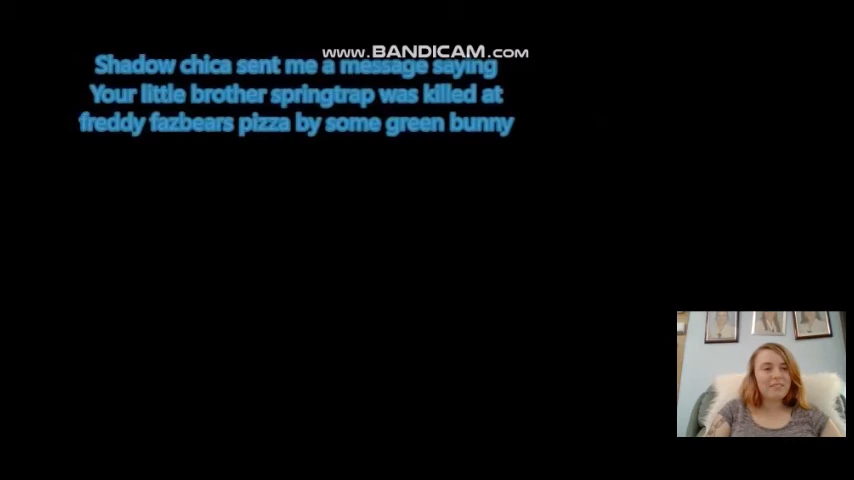 www.BANDICAM.COM
Shadow chica sent me a message saying
Your little brother springtrap was killed at
freddy fazbears pizza by some green bunny